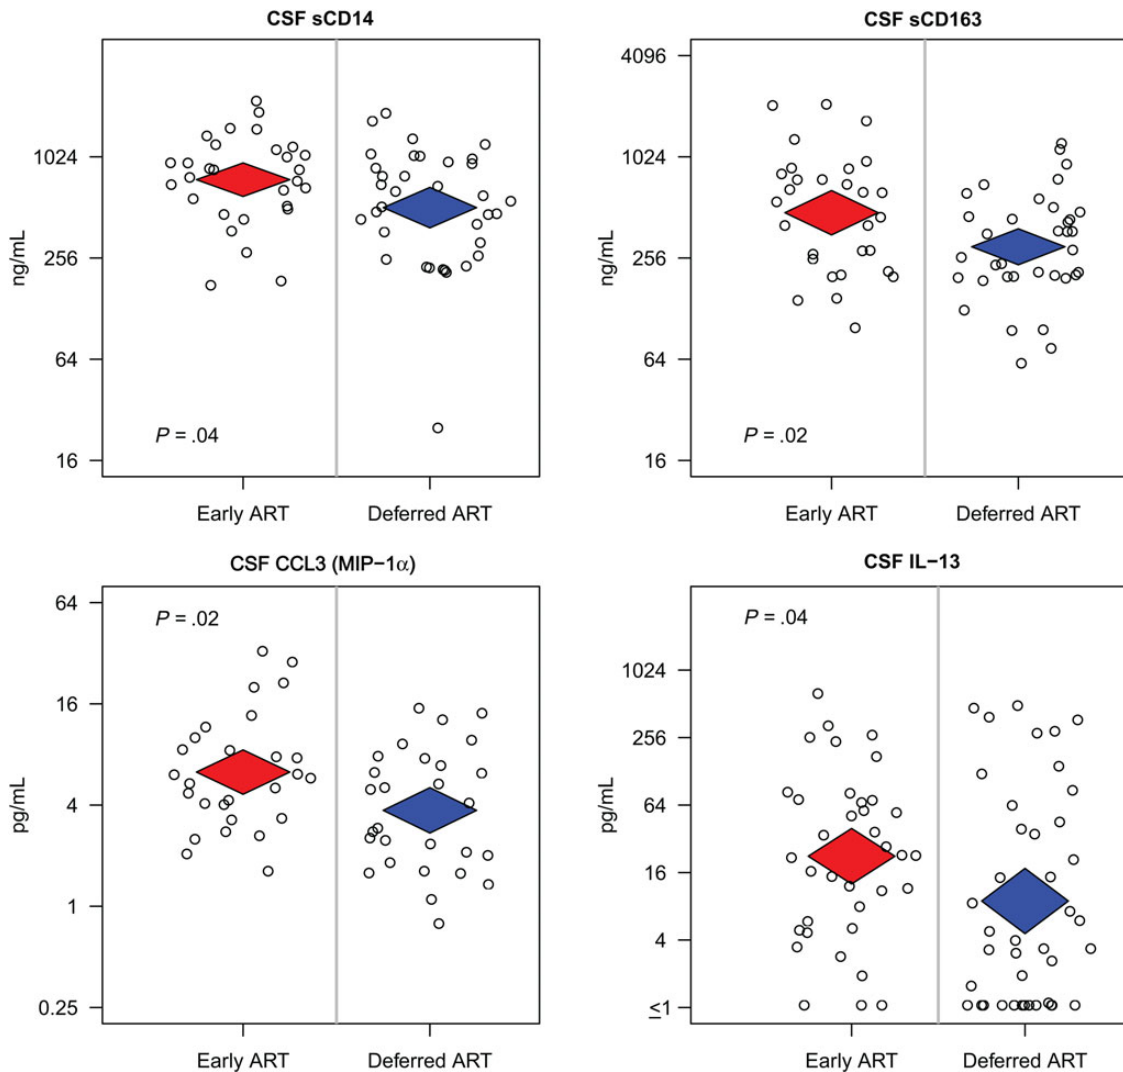 CSF sCD14
ng/mL
1024
256
64
16
P = .04
Early ART
Deferred ART
CSF sCD163
ng/mL
4096
1024
256
64
16
P = .02
Early ART
Deferred ART
CSF CCL3 (MIP−1α)
pg/mL
64
16
4
1
0.25
P = .02
Early ART
Deferred ART
CSF IL−13
pg/mL
1024
256
64
16
4
≤1
P = .04
Early ART
Deferred ART